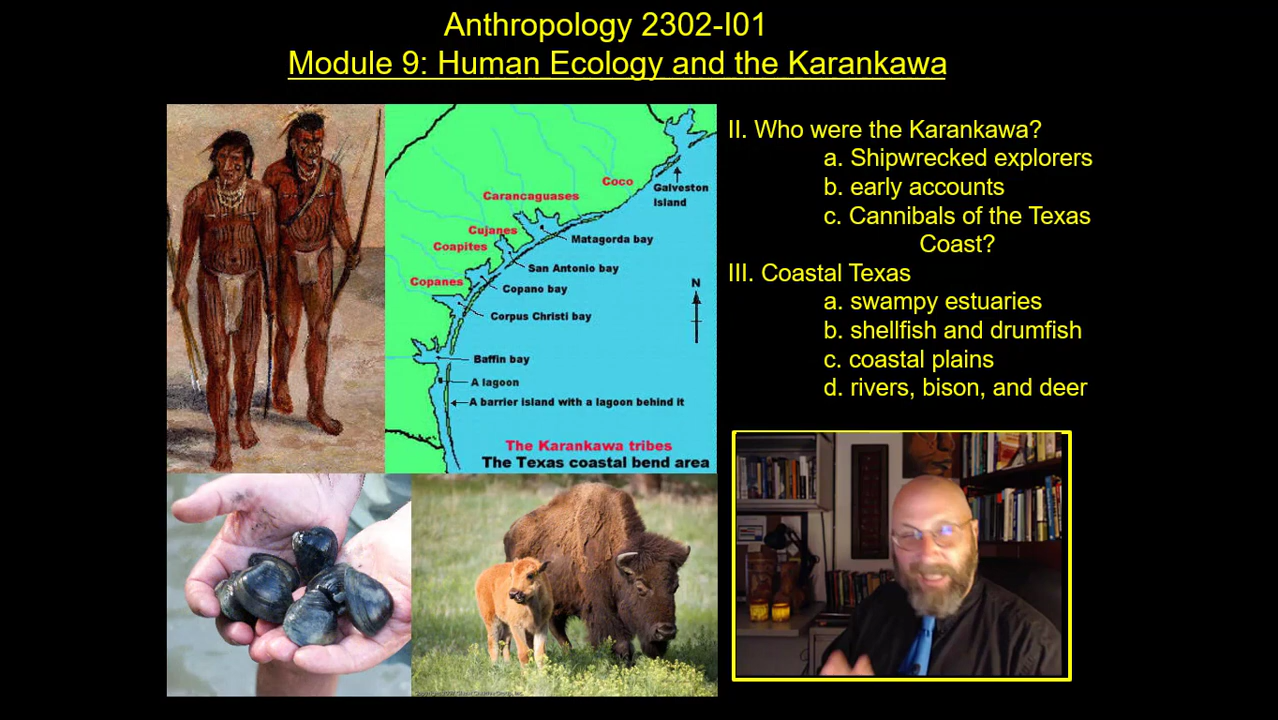 Anthropology 2302-I01
Module 9: Human Ecology and the Karankawa
Coco
Galveston
Island
Carancaguases
Cujanes
Matagorda bay
Coapites
San Antonio bay
Copanes
Copano bay
N
Corpus Christi bay
Baffin bay
A lagoon
A barrier island with a lagoon behind it
The Karankawa tribes
The Texas coastal bend area
II. Who were the Karankawa?
a. Shipwrecked explorers
b. early accounts
c. Cannibals of the Texas
Coast?
III. Coastal Texas
a. swampy estuaries
b. shellfish and drumfish
c. coastal plains
d. rivers, bison, and deer